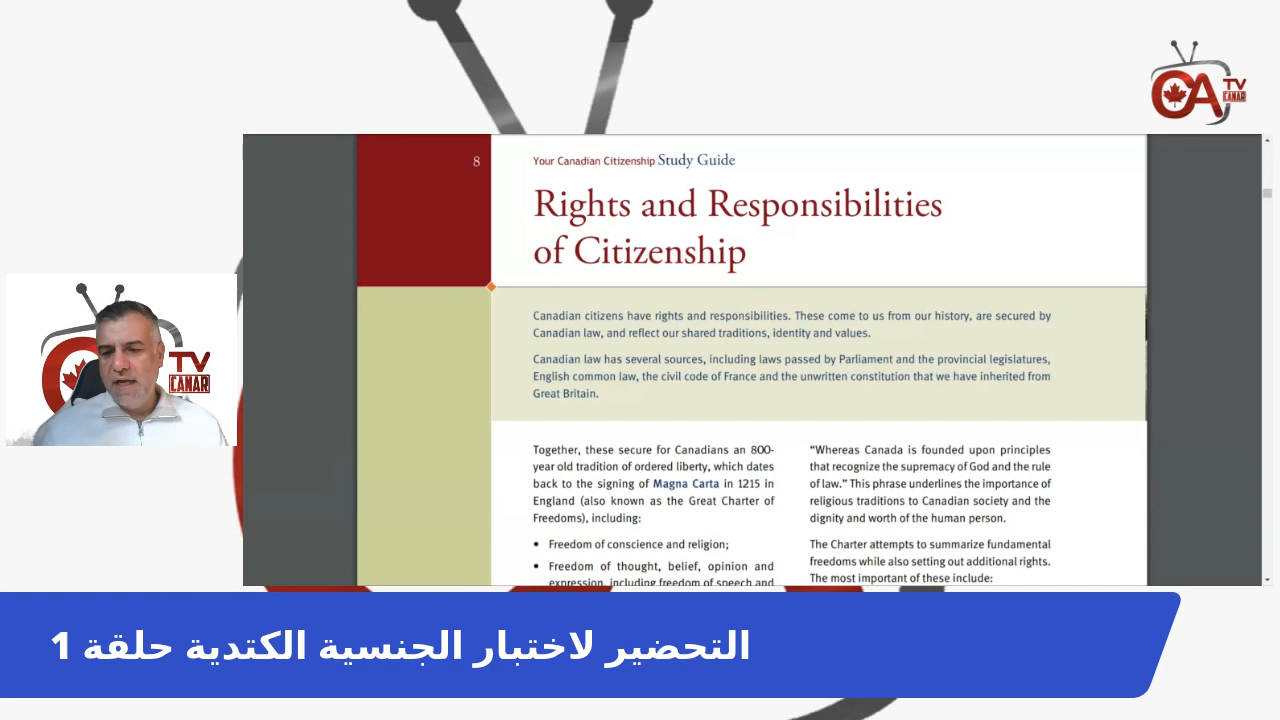 CA TV
CANAR
8
Your Canadian Citizenship Study Guide
Rights and Responsibilities
of Citizenship
Canadian citizens have rights and responsibilities. These come to us from our history, are secured by
Canadian law, and reflect our shared traditions, identity and values.
Canadian law has several sources, including laws passed by Parliament and the provincial legislatures,
English common law, the civil code of France and the unwritten constitution that we have inherited from
Great Britain.
Together, these secure for Canadians an 800-
year old tradition of ordered liberty, which dates
back to the signing of Magna Carta in 1215 in
England (also known as the Great Charter of
Freedoms), including:
• Freedom of conscience and religion;
• Freedom of thought, belief, opinion and
expression, including freedom of speech and
“Whereas Canada is founded upon principles
that recognize the supremacy of God and the rule
of law.” This phrase underlines the importance of
religious traditions to Canadian society and the
dignity and worth of the human person.
The Charter attempts to summarize fundamental
freedoms while also setting out additional rights.
The most important of these include:
TV
CANAR
التحضير لاختبار الجنسية الكتدية حلقة 1